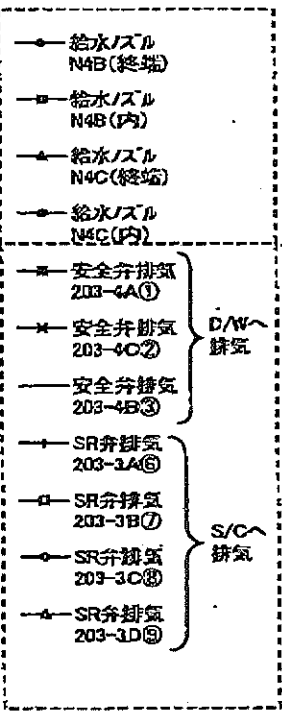 給水ノズル
N4B(終端)
給水ノズル
N4B(内)
給水ノズル
N4C(終端)
給水ノズル
N4C(内)
安全弁排気
203-4A①
安全弁排気
203-4C②
安全弁排気
203-4B③
D/Wへ
排気
SR弁排気
203-3A⑥
SR弁排気
203-3B⑦
SR弁排気
203-3C⑧
SR弁排気
203-3D⑨
S/Cへ
排気